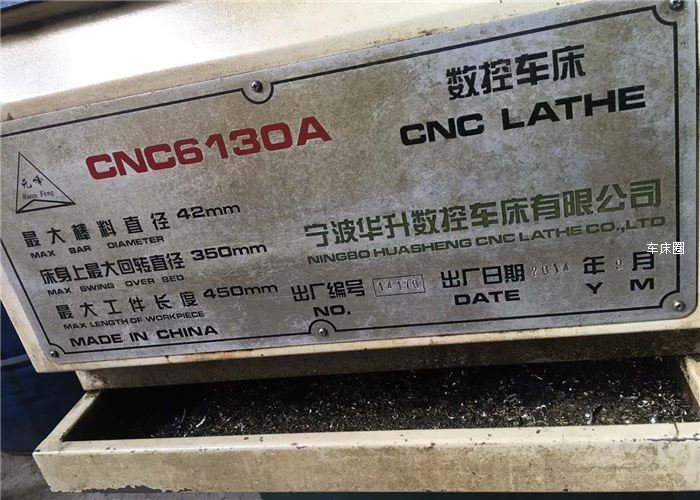 数控车床
CNC6130A
CNC LATHE
Yuan Feng
最大棒料直径 42mm
MAX BAR DIAMETER
床身上最大回转直径 350mm
MAX SWING OVER BED
最大工件长度 450mm
MAX LENGTH OF WORKPIECE
MADE IN CHINA
宁波华升数控车床有限公司
NINGBO HUASHENG CNC LATHE CO.,LTD
出厂编号 14170 出厂日期 2014 年 9 月
NO. DATE Y M
车床圈